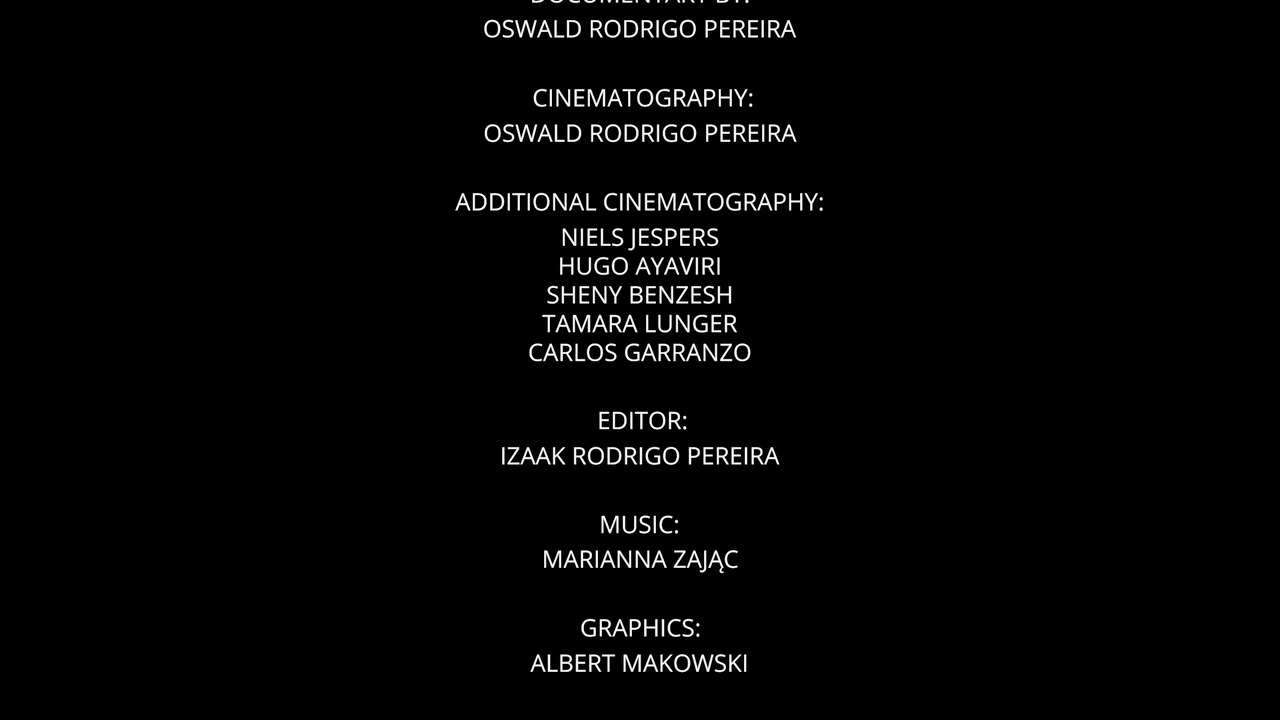 DOCUMENTARY BY:
OSWALD RODRIGO PEREIRA
CINEMATOGRAPHY:
OSWALD RODRIGO PEREIRA
ADDITIONAL CINEMATOGRAPHY:
NIELS JESPERS
HUGO AYAVIRI
SHENY BENZESH
TAMARA LUNGER
CARLOS GARRANZO
EDITOR:
IZAAK RODRIGO PEREIRA
MUSIC:
MARIANNA ZAJĄC
GRAPHICS:
ALBERT MAKOWSKI